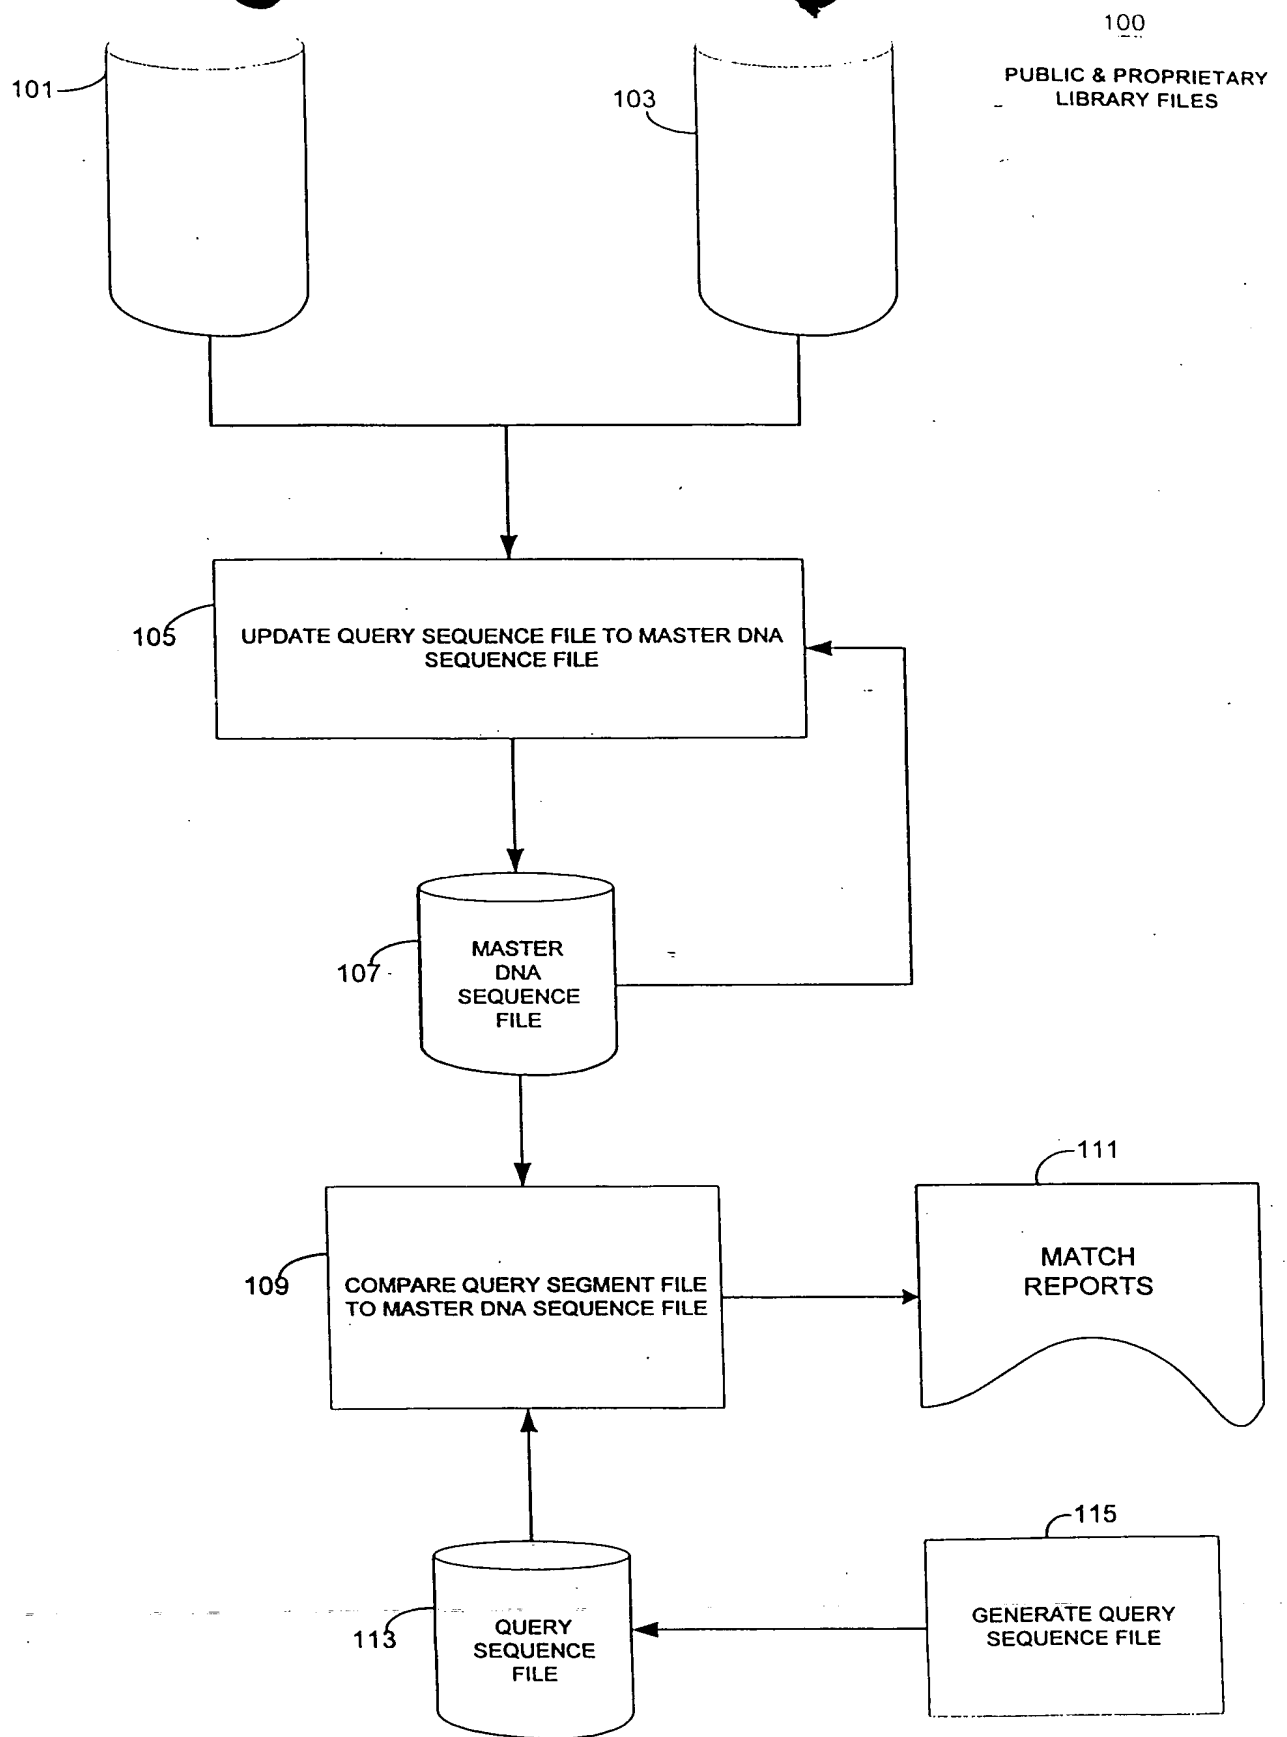 100
PUBLIC & PROPRIETARY
LIBRARY FILES
101
103
105
UPDATE QUERY SEQUENCE FILE TO MASTER DNA
SEQUENCE FILE
107
MASTER
DNA
SEQUENCE
FILE
109
COMPARE QUERY SEGMENT FILE
TO MASTER DNA SEQUENCE FILE
111
MATCH
REPORTS
113
QUERY
SEQUENCE
FILE
115
GENERATE QUERY
SEQUENCE FILE